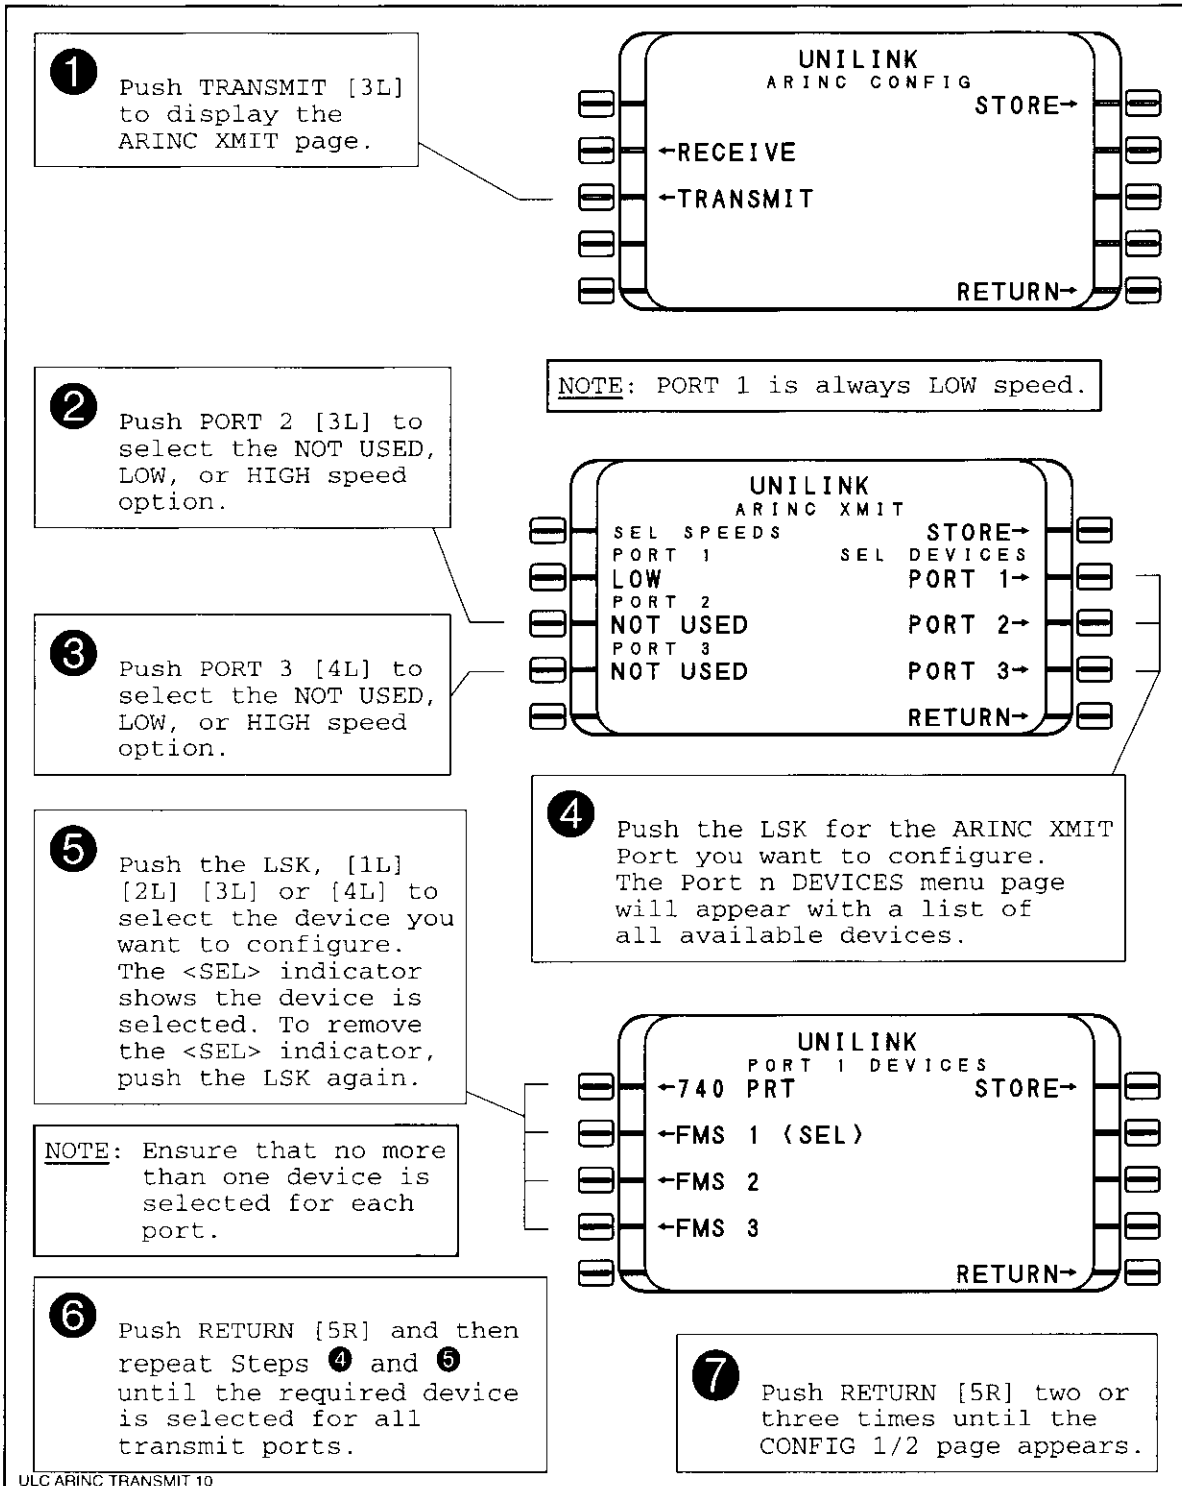 1
Push TRANSMIT [3L]
to display the
ARINC XMIT page.
UNILINK
ARINC CONFIG
STORE→
←RECEIVE
←TRANSMIT
RETURN→
2
Push PORT 2 [3L] to
select the NOT USED,
LOW, or HIGH speed
option.
NOTE: PORT 1 is always LOW speed.
3
Push PORT 3 [4L] to
select the NOT USED,
LOW, or HIGH speed
option.
UNILINK
ARINC XMIT
SEL SPEEDS STORE→
PORT 1 SEL DEVICES
LOW PORT 1→
PORT 2
NOT USED PORT 2→
PORT 3
NOT USED PORT 3→
RETURN→
4
Push the LSK for the ARINC XMIT
Port you want to configure.
The Port n DEVICES menu page
will appear with a list of
all available devices.
5
Push the LSK, [1L]
[2L] [3L] or [4L] to
select the device you
want to configure.
The <SEL> indicator
shows the device is
selected. To remove
the <SEL> indicator,
push the LSK again.
NOTE: Ensure that no more
than one device is
selected for each
port.
UNILINK
PORT 1 DEVICES
←740 PRT STORE→
←FMS 1 (SEL)
←FMS 2
←FMS 3
RETURN→
6
Push RETURN [5R] and then
repeat Steps 4 and 5
until the required device
is selected for all
transmit ports.
7
Push RETURN [5R] two or
three times until the
CONFIG 1/2 page appears.
ULC ARINC TRANSMIT 10